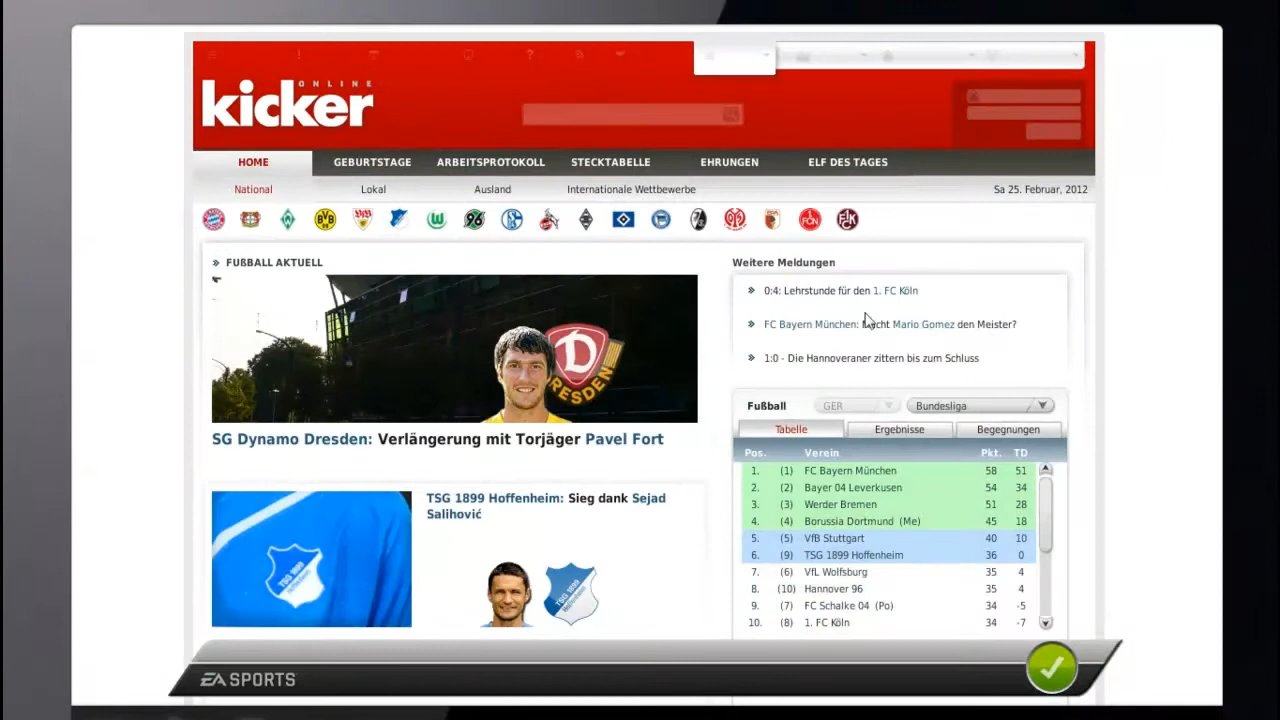 ONLINE
kicker
HOME GEBURTSTAGE ARBEITSPROTOKOLL STECKTABELLE EHRUNGEN ELF DES TAGES
National Lokal Ausland Internationale Wettbewerbe Sa 25. Februar, 2012
» FUßBALL AKTUELL
DRESDEN
SG Dynamo Dresden: Verlängerung mit Torjäger Pavel Fort
TSG 1899 Hoffenheim: Sieg dank Sejad
Salihović
TSG 1899
TSG 1899
Weitere Meldungen
» 0:4: Lehrstunde für den 1. FC Köln
» FC Bayern München: Macht Mario Gomez den Meister?
» 1:0 - Die Hannoveraner zittern bis zum Schluss
Fußball GER Bundesliga
Tabelle Ergebnisse Begegnungen
Pos. Verein Pkt. TD
1. (1) FC Bayern München 58 51
2. (2) Bayer 04 Leverkusen 54 34
3. (3) Werder Bremen 51 28
4. (4) Borussia Dortmund (Me) 45 18
5. (5) VfB Stuttgart 40 10
6. (9) TSG 1899 Hoffenheim 36 0
7. (6) VfL Wolfsburg 35 4
8. (10) Hannover 96 35 4
9. (7) FC Schalke 04 (Po) 34 -5
10. (8) 1. FC Köln 34 -7
EA SPORTS